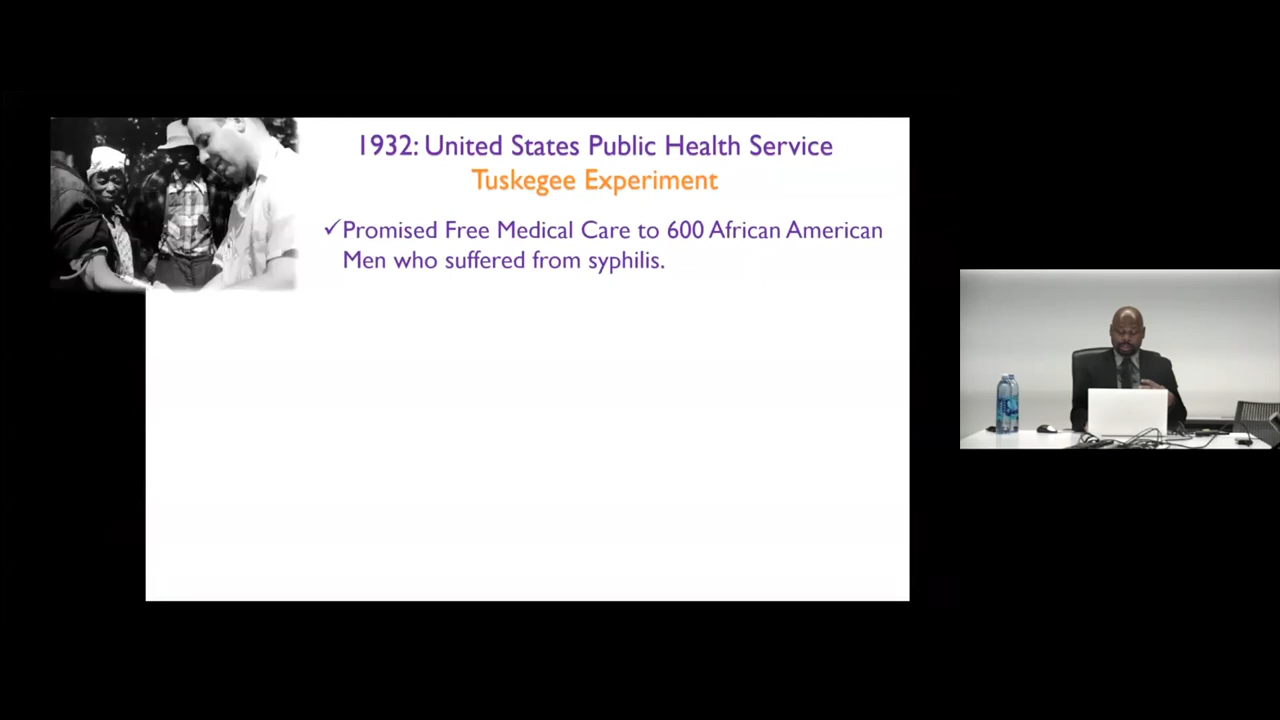 1932: United States Public Health Service
Tuskegee Experiment
✓Promised Free Medical Care to 600 African American
Men who suffered from syphilis.